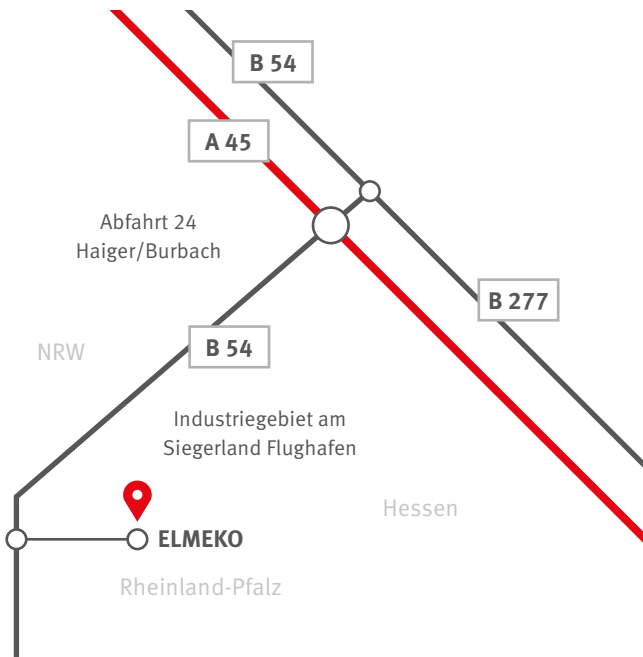 B 54
A 45
Abfahrt 24
Haiger/Burbach
B 277
B 54
NRW
Industriegebiet am
Siegerland Flughafen
Hessen
ELMEKO
Rheinland-Pfalz